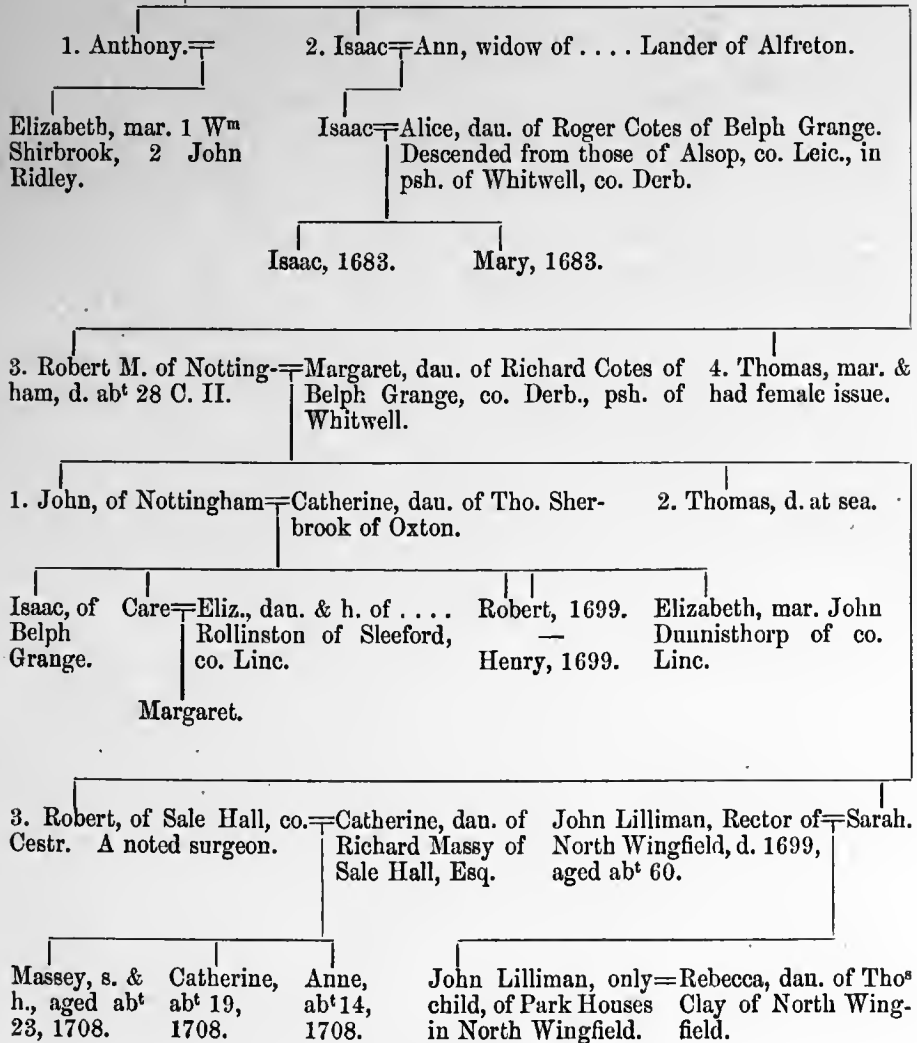 1. Anthony.
2. Isaac=Ann, widow of .... Lander of Alfreton.
Elizabeth, mar. 1 Wm
Shirbrook, 2 John
Ridley.
Isaac=Alice, dau. of Roger Cotes of Belph Grange.
Descended from those of Alsop, co. Leic., in
psh. of Whitwell, co. Derb.
Isaac, 1683.
Mary, 1683.
3. Robert M. of Notting-
ham, d. abt 28 C. II.
=Margaret, dau. of Richard Cotes of
Belph Grange, co. Derb., psh. of
Whitwell.
4. Thomas, mar. &
had female issue.
1. John, of Nottingham=Catherine, dau. of Tho. Sher-
brook of Oxton.
2. Thomas, d. at sea.
Isaac, of
Belph
Grange.
Care=Eliz., dau. & h. of ....
Rollinston of Sleeford,
co. Linc.
Robert, 1699.
—
Henry, 1699.
Elizabeth, mar. John
Dunnisthorp of co.
Linc.
Margaret.
3. Robert, of Sale Hall, co.
Cestr. A noted surgeon.
=Catherine, dau. of
Richard Massy of
Sale Hall, Esq.
John Lilliman, Rector of=Sarah.
North Wingfield, d. 1699,
aged abt 60.
Massey, s. &
h., aged abt
23, 1708.
Catherine,
abt 19,
1708.
Anne,
abt 14,
1708.
John Lilliman, only
child, of Park Houses
in North Wingfield.
=Rebecca, dau. of Thos
Clay of North Wing-
field.